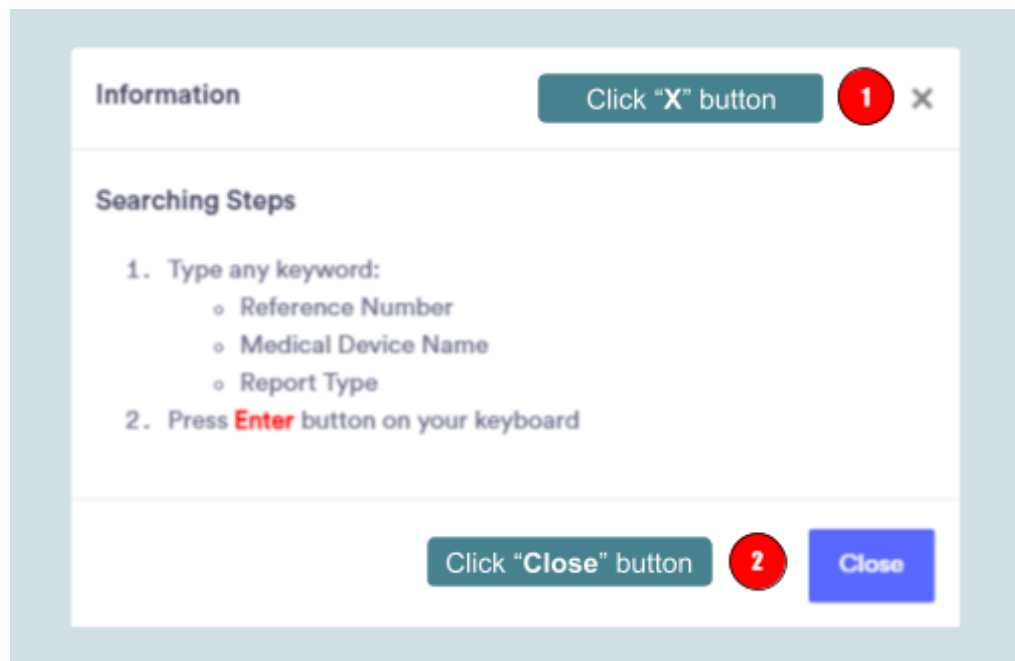 Information
Click “X” button
1
×
Searching Steps
1. Type any keyword:
Reference Number
Medical Device Name
Report Type
2. Press Enter button on your keyboard
Click “Close” button
2
Close